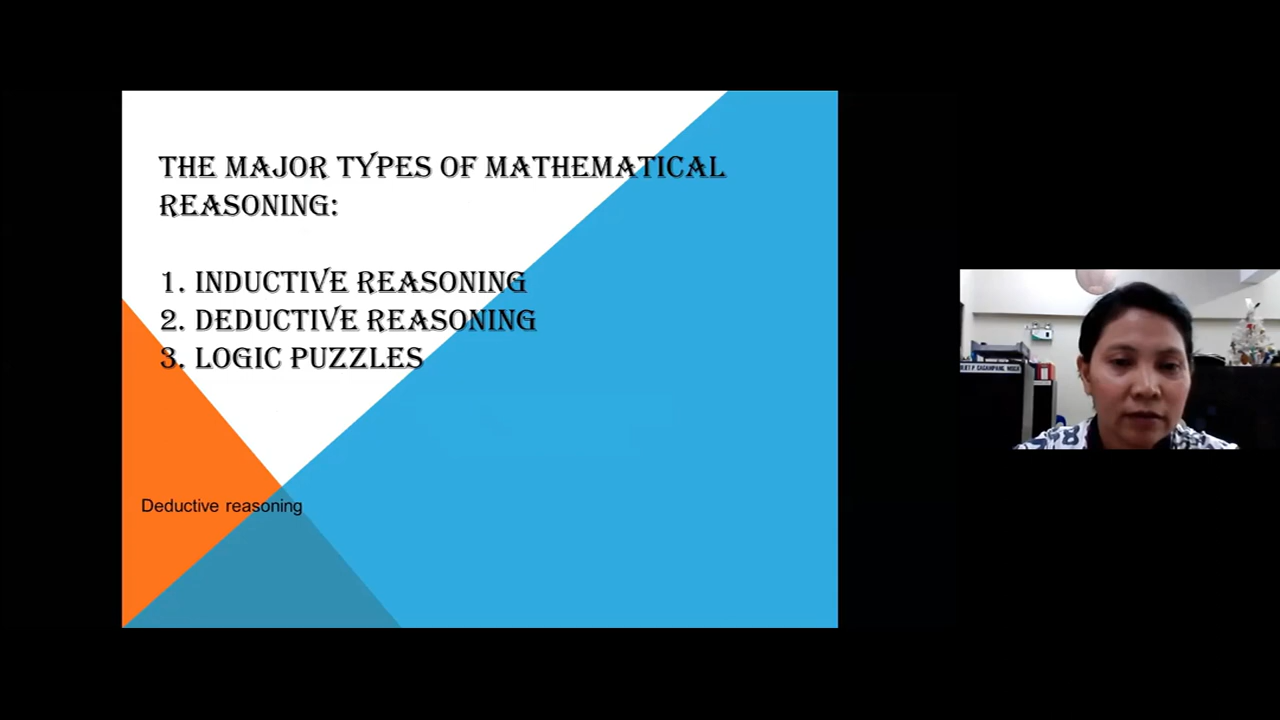 THE MAJOR TYPES OF MATHEMATICAL
REASONING:
1. INDUCTIVE REASONING
2. DEDUCTIVE REASONING
3. LOGIC PUZZLES
Deductive reasoning